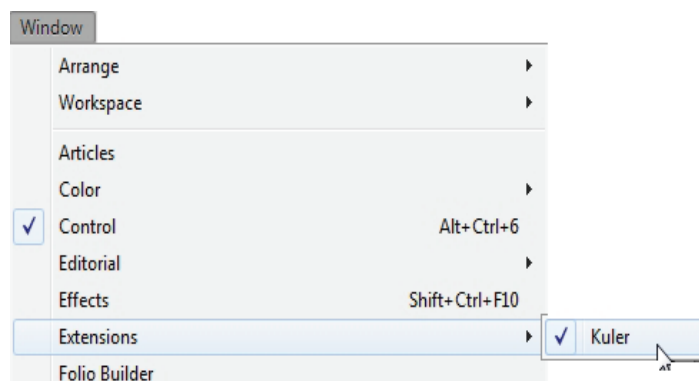 Window
Arrange
Workspace
Articles
Color
Control Alt+Ctrl+6
Editorial
Effects Shift+Ctrl+F10
Extensions Kuler
Folio Builder